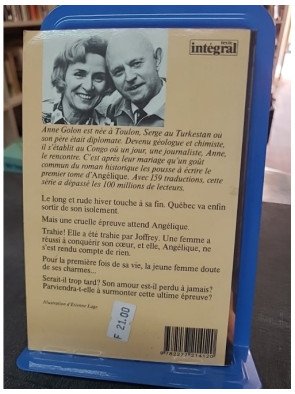 texte
intégral
Anne Golon est née à Toulon, Serge au Turkestan où
son père était diplomate. Devenu géologue et chimiste,
il s'établit au Congo où un jour, une journaliste, Anne,
le rencontre. C'est après leur mariage qu'un goût
commun du roman historique les pousse à écrire le
premier tome d'Angélique. Avec 159 traductions, cette
série a dépassé les 100 millions de lecteurs.
Le long et rude hiver touche à sa fin. Québec va enfin
sortir de son isolement.
Mais une cruelle épreuve attend Angélique.
Trahie! Elle a été trahie par Joffrey. Une femme a
réussi à conquérir son cœur, et elle, Angélique, ne
s'est rendu compte de rien.
Pour la première fois de sa vie, la jeune femme doute
de ses charmes...
Serait-il trop tard? Son amour est-il perdu à jamais?
Parviendra-t-elle à surmonter cette ultime épreuve?
Illustration d'Etienne Lage
F 21.00
9 782277 214120